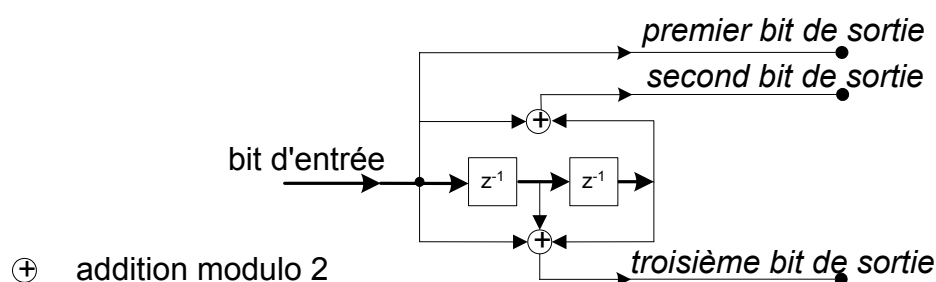 premier bit de sortie
second bit de sortie
bit d'entrée
z-1
z-1
⊕ addition modulo 2
troisième bit de sortie